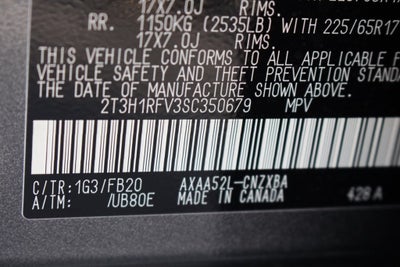 17X7.0J RIMS.
RR. 1150KG (2535LB) WITH 225/65R17
17X7.0J RIMS.
THIS VEHICLE CONFORMS TO ALL APPLICABLE
VEHICLE SAFETY AND THEFT PREVENTION STANDA
THE DATE OF MANUFACTURE SHOWN ABOVE.
2T3H1RFV3SC350679 MPV
C/TR:1G3/FB20 AXAA52L-CNZXBA
A/TM: /UB80E MADE IN CANADA 428A